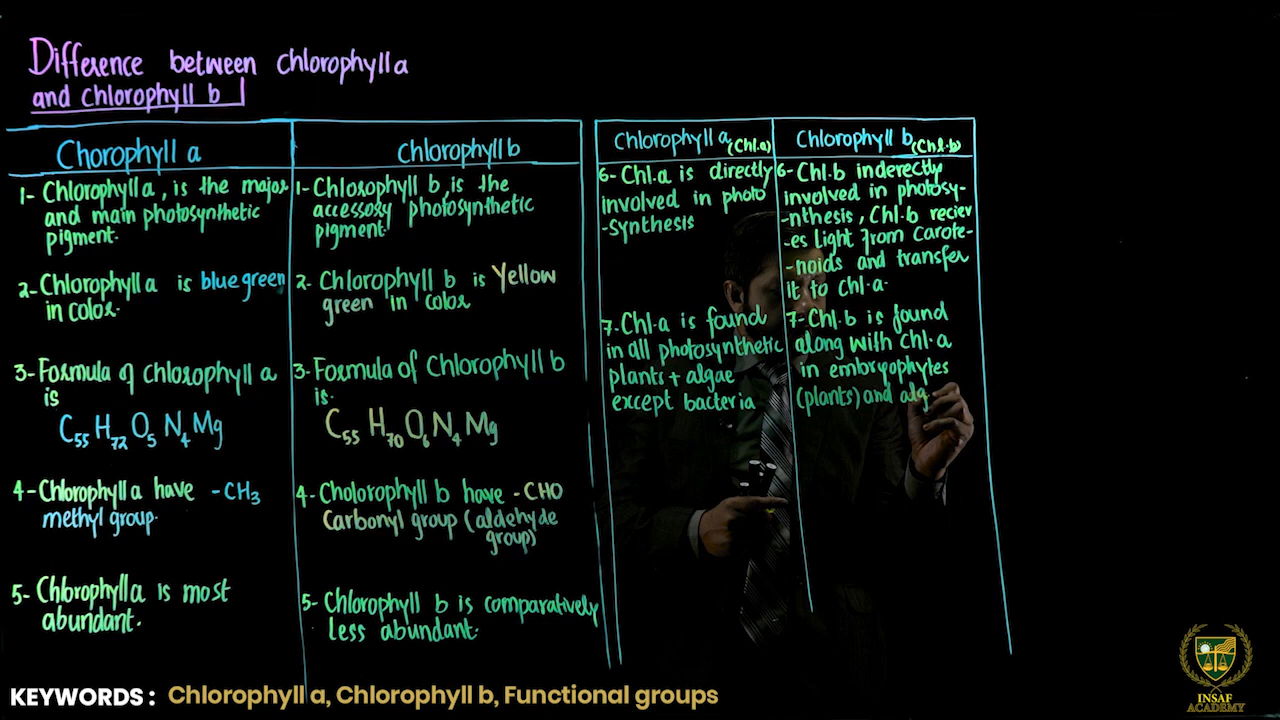 Difference between chlorophyll a
and chlorophyll b
Chorophyll a
1- Chlorophyll a, is the major
and main photosynthetic
pigment.
2- Chlorophyll a is blue green
in color.
3- Formula of chlorophyll a
is
C55 H72 O5 N4 Mg
4- Chlorophyll a have -CH3
methyl group.
5- Chlorophyll a is most
abundant.
Chlorophyll b
1- Chlorophyll b, is the
accessory photosynthetic
pigment.
2- Chlorophyll b is Yellow
green in color
3- Formula of Chlorophyll b
is.
C55 H70 O6 N4 Mg
4- Cholorophyll b have - CHO
Carbonyl group (aldehyde
group)
5- Chlorophyll b is comparatively
less abundant.
Chlorophyll a (Chl.a)
6- Chl.a is directly
involved in photo
-synthesis
7- Chl.a is found
in all photosynthetic
plants + algae
except bacteria
Chlorophyll b (Chl.b)
6- Chl.b inderectly
involved in photosy-
-nthesis, Chl.b reciev
-es Light from Carote-
-noids and transfer
it to chl.a.
7- Chl.b is found
along with chl.a
in embryophytes
(plants) and alg
KEYWORDS : Chlorophyll a, Chlorophyll b, Functional groups
INSAF
ACADEMY